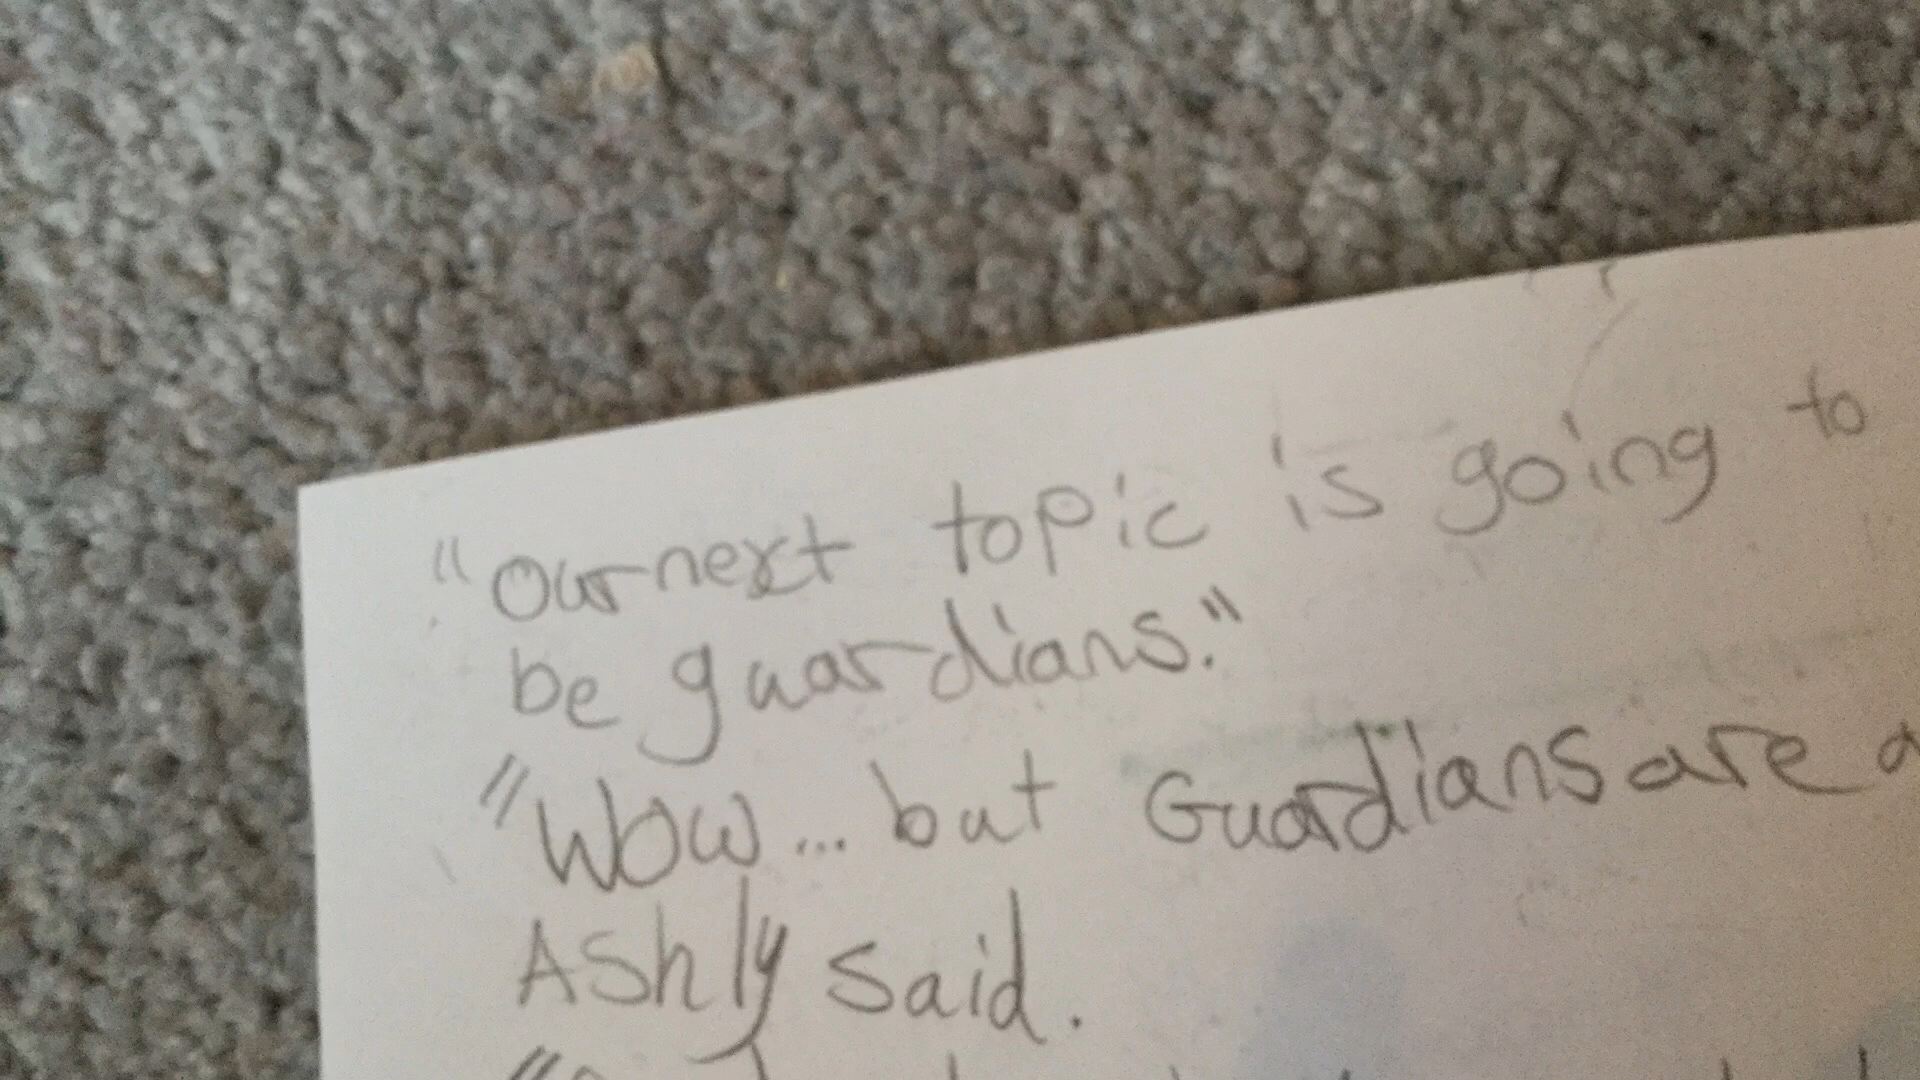 "Our next topic is going to
be guardians."
"Wow... but Guardians are
Ashly said.